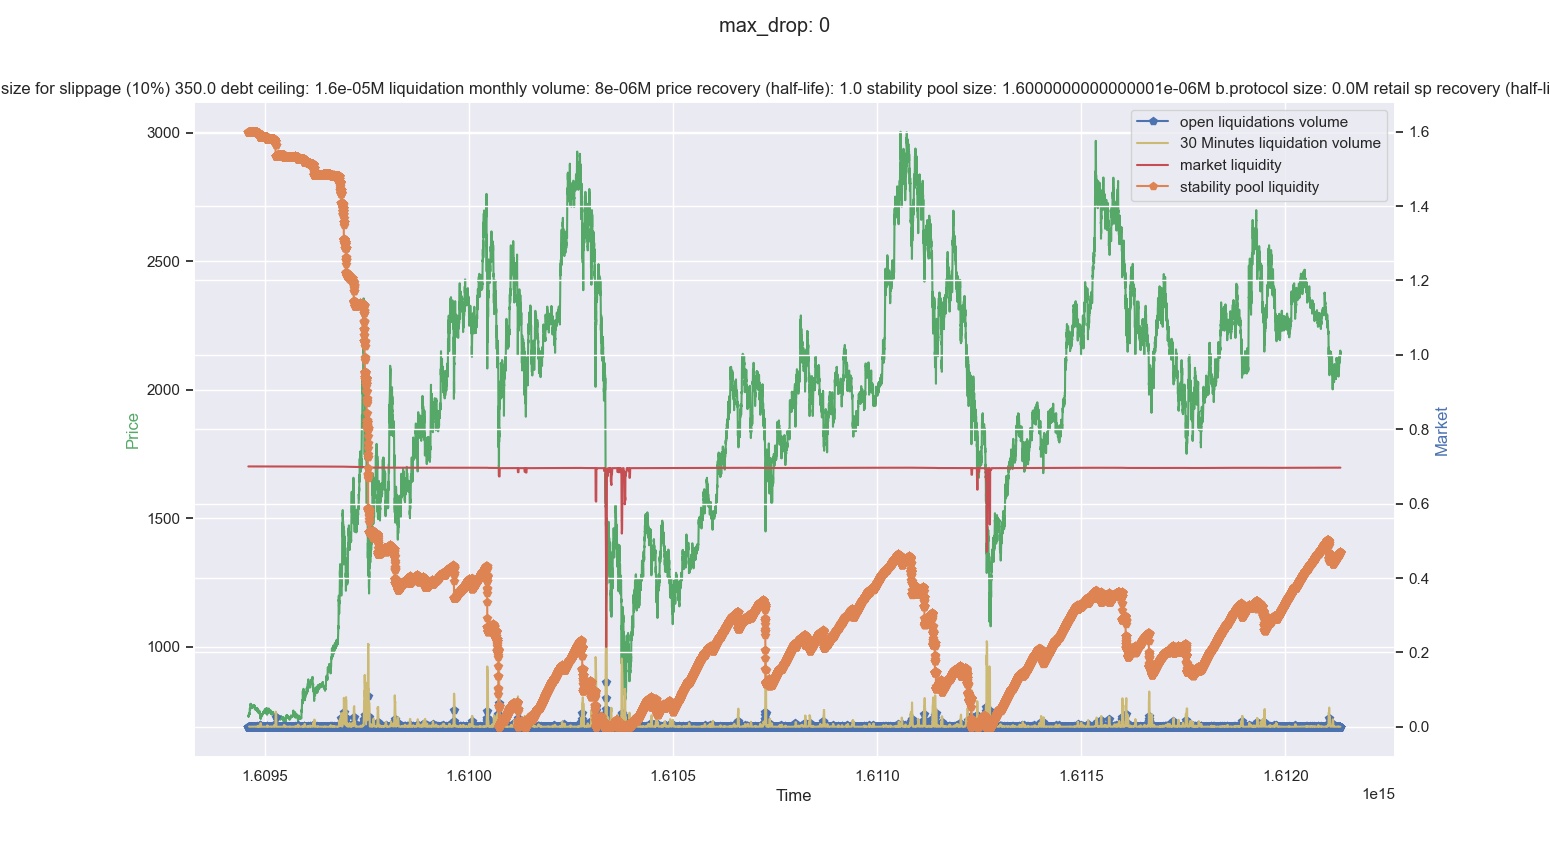 max_drop: 0
size for slippage (10%) 350.0 debt ceiling: 1.6e-05M liquidation monthly volume: 8e-06M price recovery (half-life): 1.0 stability pool size: 1.6000000000000001e-06M b.protocol size: 0.0M retail sp recovery (half-li
open liquidations volume
30 Minutes liquidation volume
market liquidity
stability pool liquidity
3000
2500
2000
1500
1000
Price
1.6
1.4
1.2
1.0
0.8
0.6
0.4
0.2
0.0
Market
1.6095
1.6100
1.6105
1.6110
1.6115
1.6120
Time
1e15